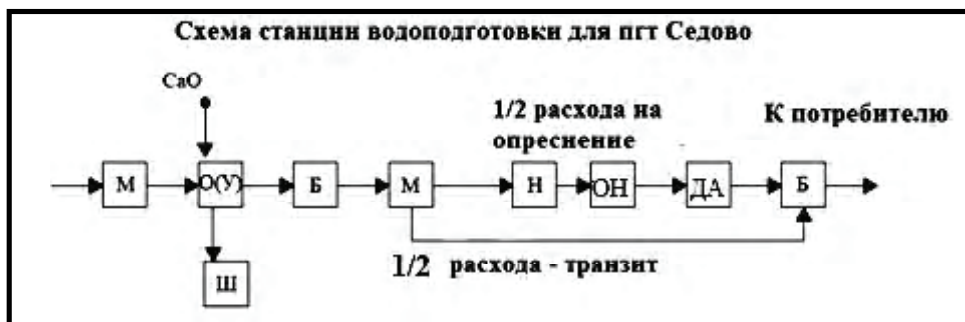 Схема станции водоподготовки для пгт Седово
CaO
1/2 расхода на
опреснение
К потребителю
М
О(У)
Б
М
Н
ОН
ДА
Б
Ш
1/2 расхода - транзит